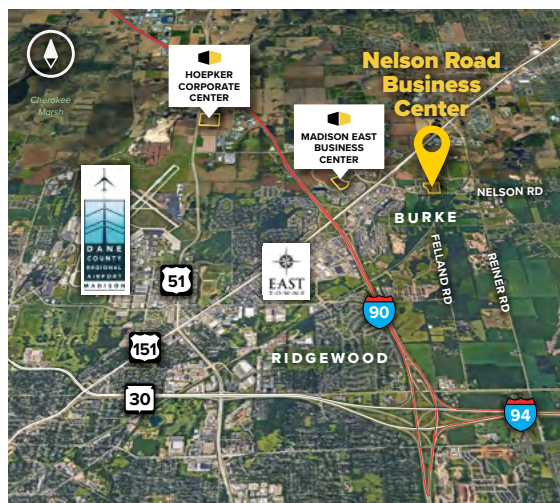 HOEPKER
CORPORATE
CENTER
Nelson Road
Business
Center
Cherokee
Marsh
MADISON EAST
BUSINESS
CENTER
NELSON RD
BURKE
DANE
COUNTY
REGIONAL
AIRPORT
MADISON
FELLAND RD
REINER RD
51
EAST
TOWNE
90
151
RIDGEWOOD
30
94